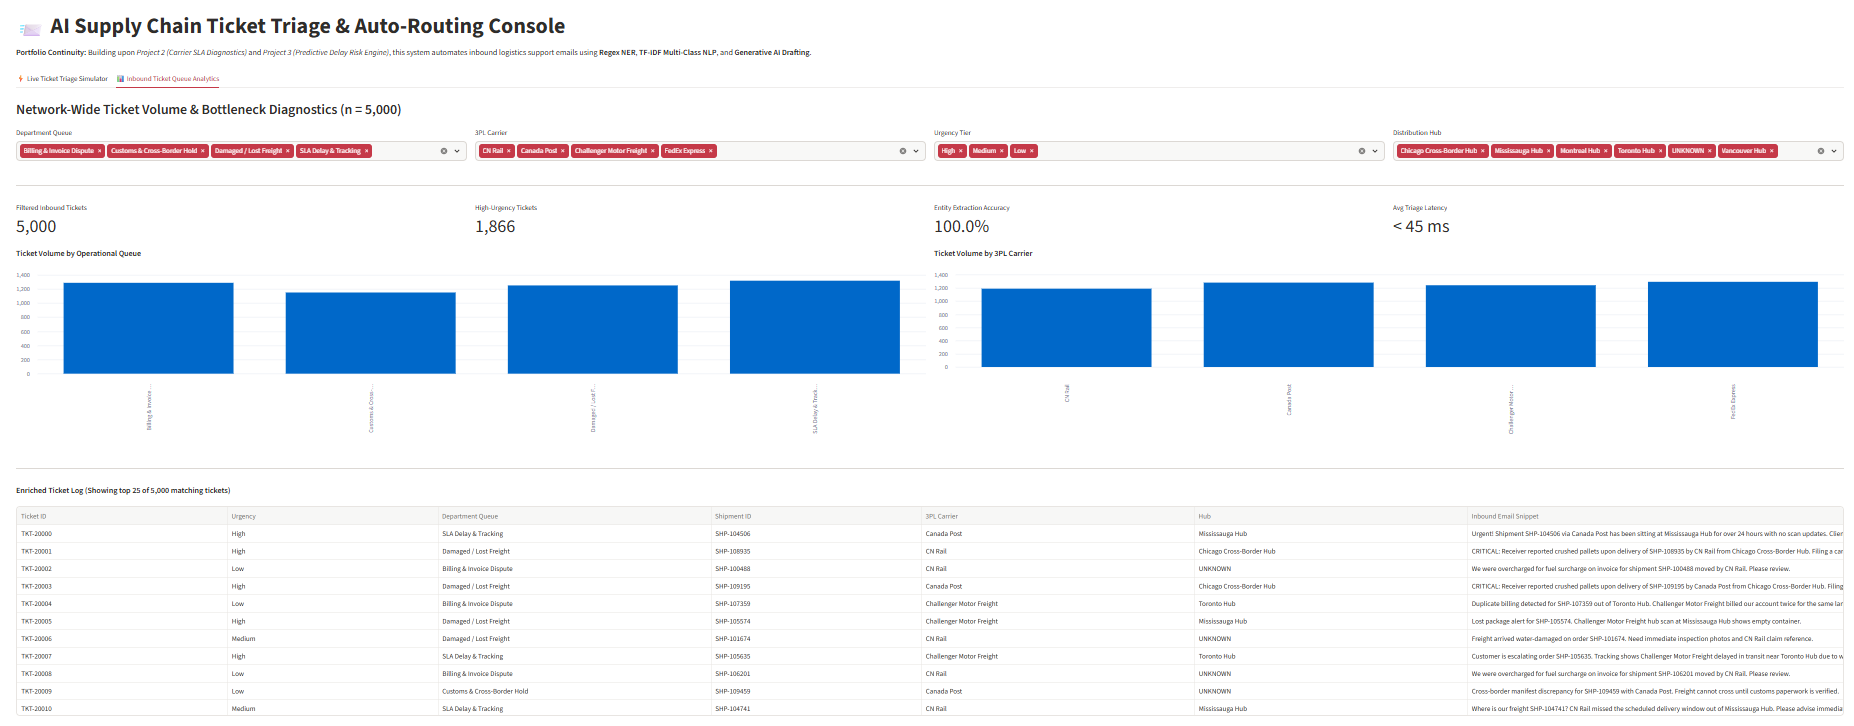 AI Supply Chain Ticket Triage & Auto-Routing Console
Portfolio Continuity: Building upon Project 2 (Carrier SLA Diagnostics) and Project 3 (Predictive Delay Risk Engine), this system automates inbound logistics support emails using Regex NER, TF-IDF Multi-Class NLP, and Generative AI Drafting.
Live Ticket Triage Simulator Inbound Ticket Queue Analytics
Network-Wide Ticket Volume & Bottleneck Diagnostics (n = 5,000)
Department Queue 3PL Carrier Urgency Tier Distribution Hub
Billing & Invoice Dispute × Customs & Cross-Border Hold × Damaged / Lost Freight × SLA Delay & Tracking × CN Rail × Canada Post × Challenger Motor Freight × FedEx Express × High × Medium × Low × Chicago Cross-Border Hub × Mississauga Hub × Montreal Hub × Toronto Hub × UNKNOWN × Vancouver Hub ×
Filtered Inbound Tickets High-Urgency Tickets Entity Extraction Accuracy Avg Triage Latency
5,000 1,866 100.0% < 45 ms
Ticket Volume by Operational Queue
1,400
1,200
1,000
800
600
400
200
0
Billing & Invoice …
Customs & Cross-…
Damaged / Lost F…
SLA Delay & Track…
Ticket Volume by 3PL Carrier
1,400
1,200
1,000
800
600
400
200
0
CN Rail
Canada Post
Challenger Motor …
FedEx Express
Enriched Ticket Log (Showing top 25 of 5,000 matching tickets)
Ticket ID Urgency Department Queue Shipment ID 3PL Carrier Hub Inbound Email Snippet
TKT-20000 High SLA Delay & Tracking SHP-104506 Canada Post Mississauga Hub Urgent! Shipment SHP-104506 via Canada Post has been sitting at Mississauga Hub for over 24 hours with no scan updates. Clien
TKT-20001 High Damaged / Lost Freight SHP-108935 CN Rail Chicago Cross-Border Hub CRITICAL: Receiver reported crushed pallets upon delivery of SHP-108935 by CN Rail from Chicago Cross-Border Hub. Filing a car
TKT-20002 Low Billing & Invoice Dispute SHP-100488 CN Rail UNKNOWN We were overcharged for fuel surcharge on invoice for shipment SHP-100488 moved by CN Rail. Please review.
TKT-20003 High Damaged / Lost Freight SHP-109195 Canada Post Chicago Cross-Border Hub CRITICAL: Receiver reported crushed pallets upon delivery of SHP-109195 by Canada Post from Chicago Cross-Border Hub. Filing
TKT-20004 Low Billing & Invoice Dispute SHP-107359 Challenger Motor Freight Toronto Hub Duplicate billing detected for SHP-107359 out of Toronto Hub. Challenger Motor Freight billed our account twice for the same lan
TKT-20005 High Damaged / Lost Freight SHP-105574 Challenger Motor Freight Mississauga Hub Lost package alert for SHP-105574. Challenger Motor Freight hub scan at Mississauga Hub shows empty container.
TKT-20006 Medium Damaged / Lost Freight SHP-101674 CN Rail UNKNOWN Freight arrived water-damaged on order SHP-101674. Need immediate inspection photos and CN Rail claim reference.
TKT-20007 High SLA Delay & Tracking SHP-105635 Challenger Motor Freight Toronto Hub Customer is escalating order SHP-105635. Tracking shows Challenger Motor Freight delayed in transit near Toronto Hub due to w
TKT-20008 Low Billing & Invoice Dispute SHP-106201 CN Rail UNKNOWN We were overcharged for fuel surcharge on invoice for shipment SHP-106201 moved by CN Rail. Please review.
TKT-20009 Low Customs & Cross-Border Hold SHP-109459 Canada Post UNKNOWN Cross-border manifest discrepancy for SHP-109459 with Canada Post. Freight cannot cross until customs paperwork is verified.
TKT-20010 Medium SLA Delay & Tracking SHP-104741 CN Rail Mississauga Hub Where is our freight SHP-104741? CN Rail missed the scheduled delivery window out of Mississauga Hub. Please advise immedia